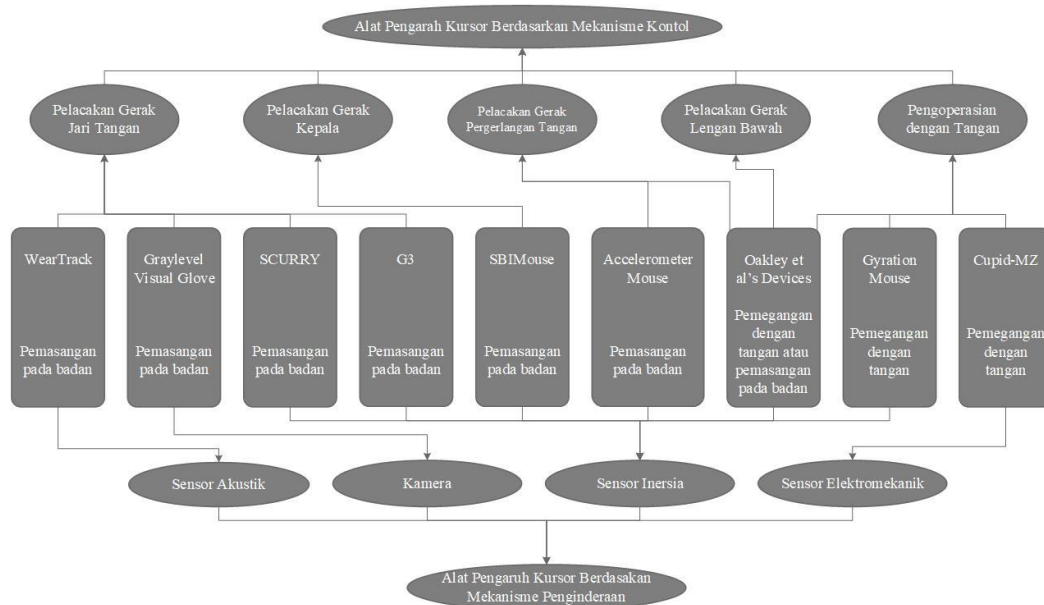 Alat Pengarah Kursor Berdasarkan Mekanisme Kontol
Pelacakan Gerak
Jari Tangan
Pelacakan Gerak
Kepala
Pelacakan Gerak
Pergerlangan Tangan
Pelacakan Gerak
Lengan Bawah
Pengoperasian
dengan Tangan
WearTrack
Pemasangan
pada badan
Graylevel
Visual Glove
Pemasangan
pada badan
SCURRY
Pemasangan
pada badan
G3
Pemasangan
pada badan
SBIMouse
Pemasangan
pada badan
Accelerometer
Mouse
Pemasangan
pada badan
Oakley et
al’s Devices
Pemegangan
dengan
tangan atau
pemasangan
pada badan
Gyration
Mouse
Pemegangan
dengan
tangan
Cupid-MZ
Pemegangan
dengan
tangan
Sensor Akustik
Kamera
Sensor Inersia
Sensor Elektromekanik
Alat Pengaruh Kursor Berdasakan
Mekanisme Penginderaan